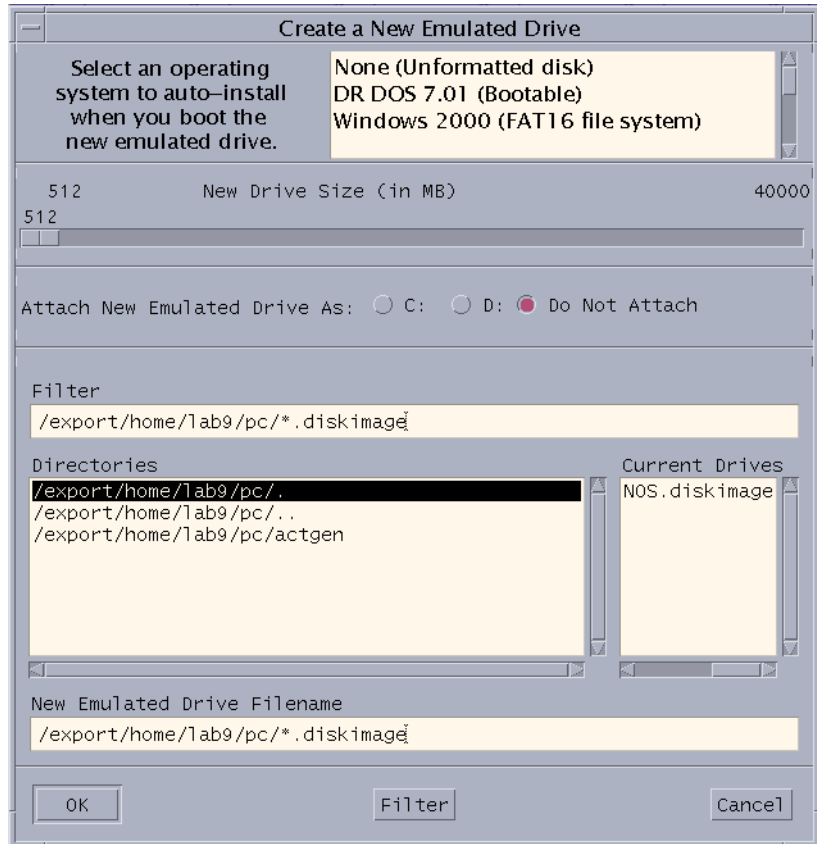 Create a New Emulated Drive
Select an operating
system to auto–install
when you boot the
new emulated drive.
None (Unformatted disk)
DR DOS 7.01 (Bootable)
Windows 2000 (FAT16 file system)
512 New Drive Size (in MB) 40000
512
Attach New Emulated Drive As: C: D: Do Not Attach
Filter
/export/home/lab9/pc/*.diskimage
Directories
/export/home/lab9/pc/.
/export/home/lab9/pc/..
/export/home/lab9/pc/actgen
Current Drives
NOS.diskimage
New Emulated Drive Filename
/export/home/lab9/pc/*.diskimage
OK Filter Cancel